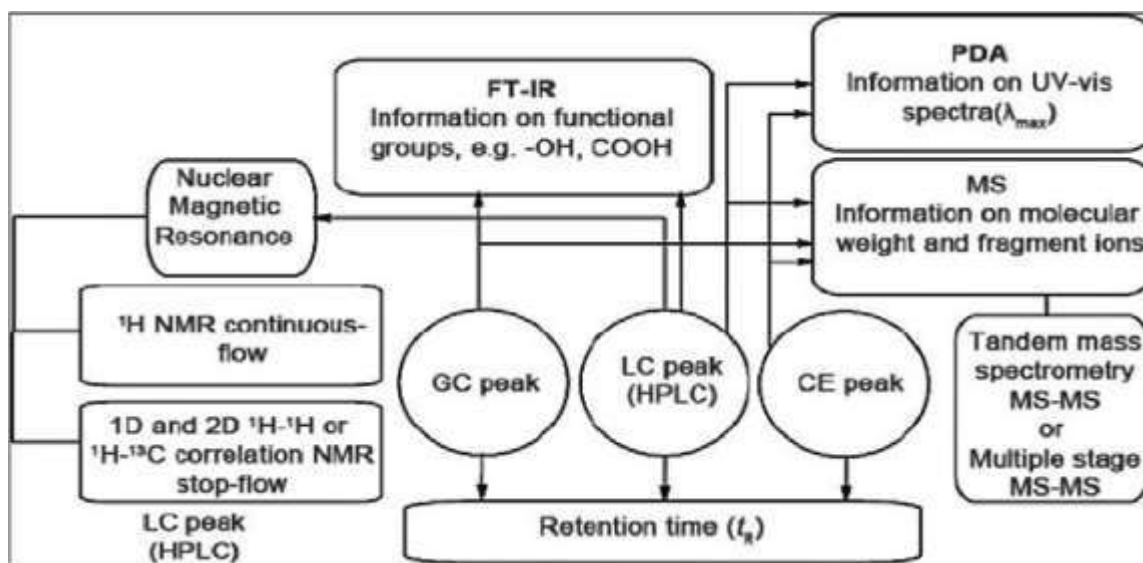 PDA
Information on UV-vis
spectra(λmax)
FT-IR
Information on functional
groups, e.g. -OH, COOH
Nuclear
Magnetic
Resonance
MS
Information on molecular
weight and fragment ions
¹H NMR continuous-
flow
GC peak
LC peak
(HPLC)
CE peak
Tandem mass
spectrometry
MS-MS
or
Multiple stage
MS-MS
1D and 2D ¹H-¹H or
¹H-¹³C correlation NMR
stop-flow
LC peak
(HPLC)
Retention time (tR)